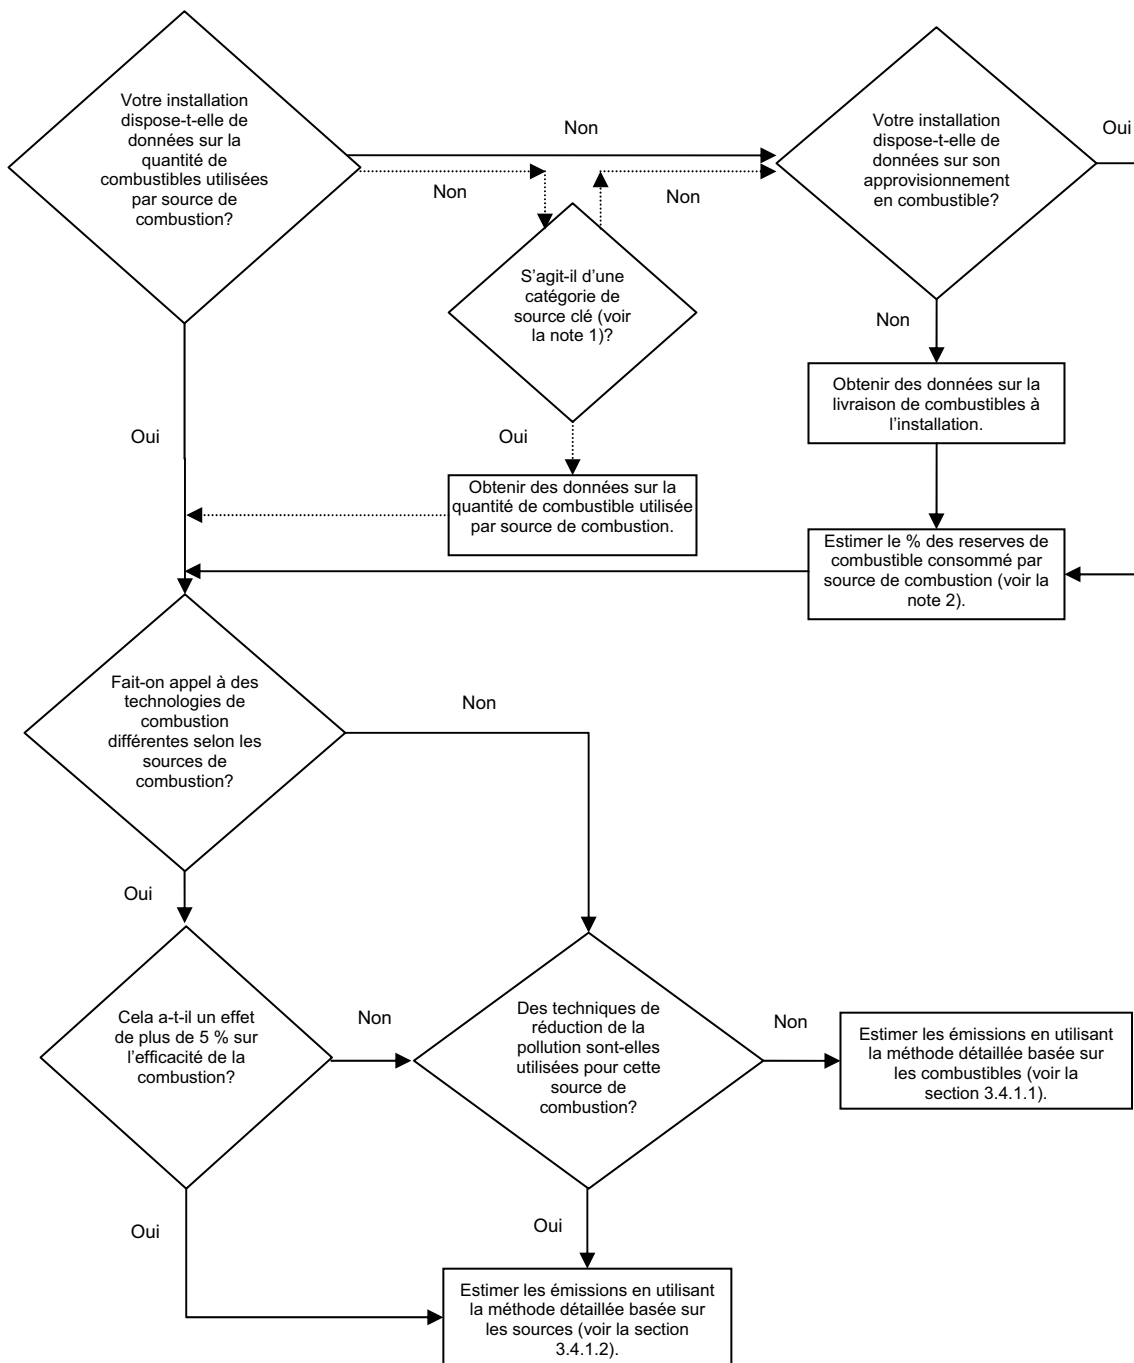 Votre installation
dispose-t-elle de
données sur la
quantité de
combustibles utilisées
par source de
combustion?
Non
Non
Non
Votre installation
dispose-t-elle de
données sur son
approvisionnement
en combustible?
Oui
S'agit-il d'une
catégorie de
source clé (voir
la note 1)?
Non
Obtenir des données sur la
livraison de combustibles à
l'installation.
Oui
Oui
Obtenir des données sur la
quantité de combustible utilisée
par source de combustion.
Estimer le % des reserves de
combustible consommé par
source de combustion (voir la
note 2).
Fait-on appel à des
technologies de
combustion
différentes selon les
sources de
combustion?
Non
Oui
Cela a-t-il un effet
de plus de 5 % sur
l'efficacité de la
combustion?
Non
Des techniques de
réduction de la
pollution sont-elles
utilisées pour cette
source de
combustion?
Non
Estimer les émissions en utilisant
la méthode détaillée basée sur
les combustibles (voir la
section 3.4.1.1).
Oui
Oui
Estimer les émissions en utilisant
la méthode détaillée basée sur
les sources (voir la section
3.4.1.2).